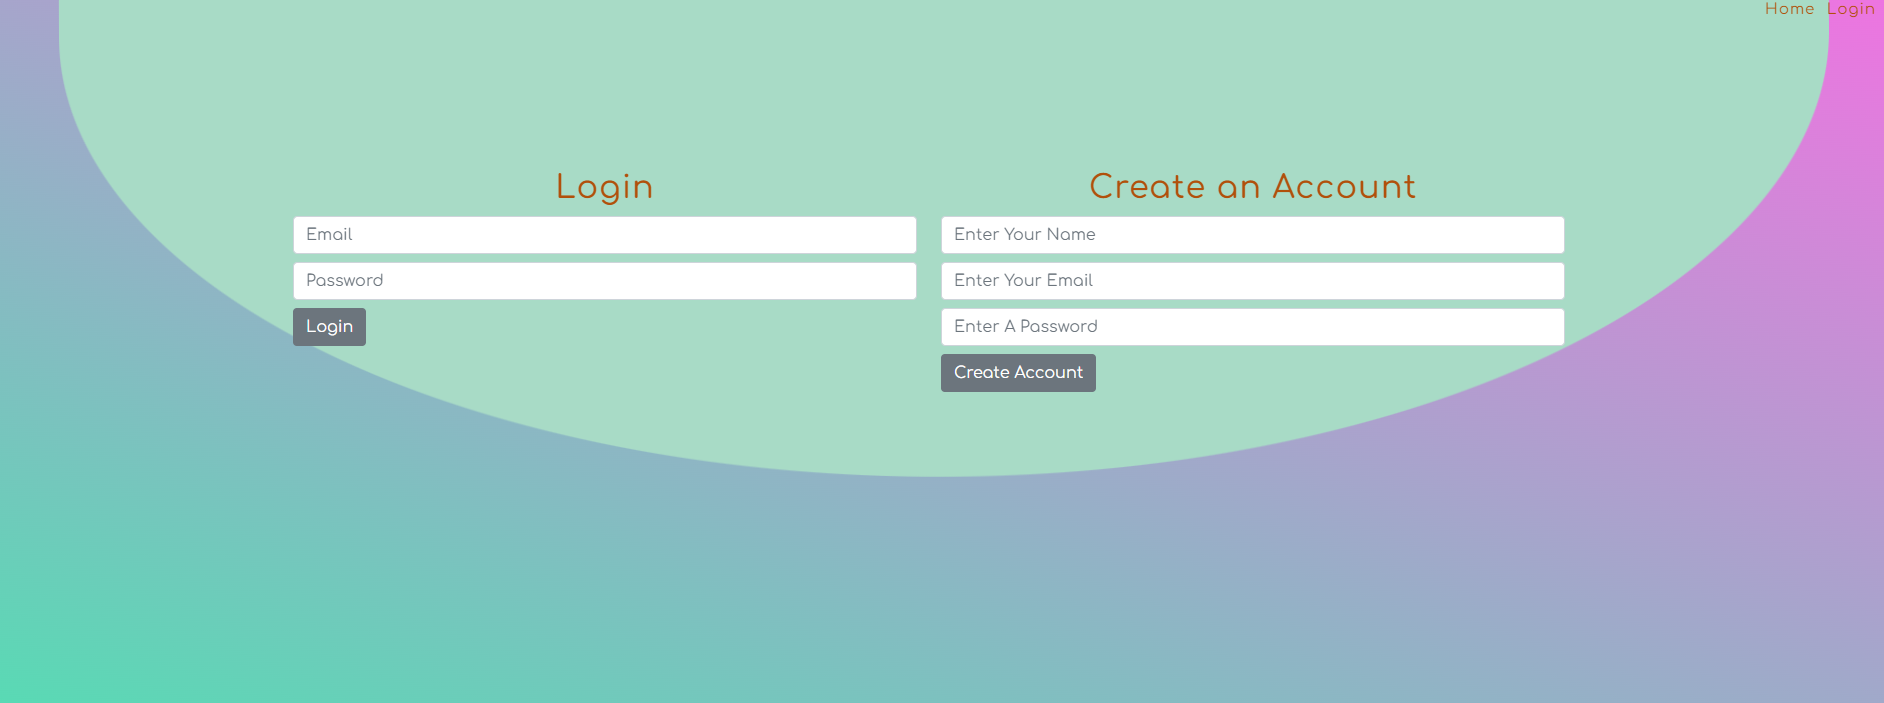 Home Login
Login
Email
Password
Login
Create an Account
Enter Your Name
Enter Your Email
Enter A Password
Create Account